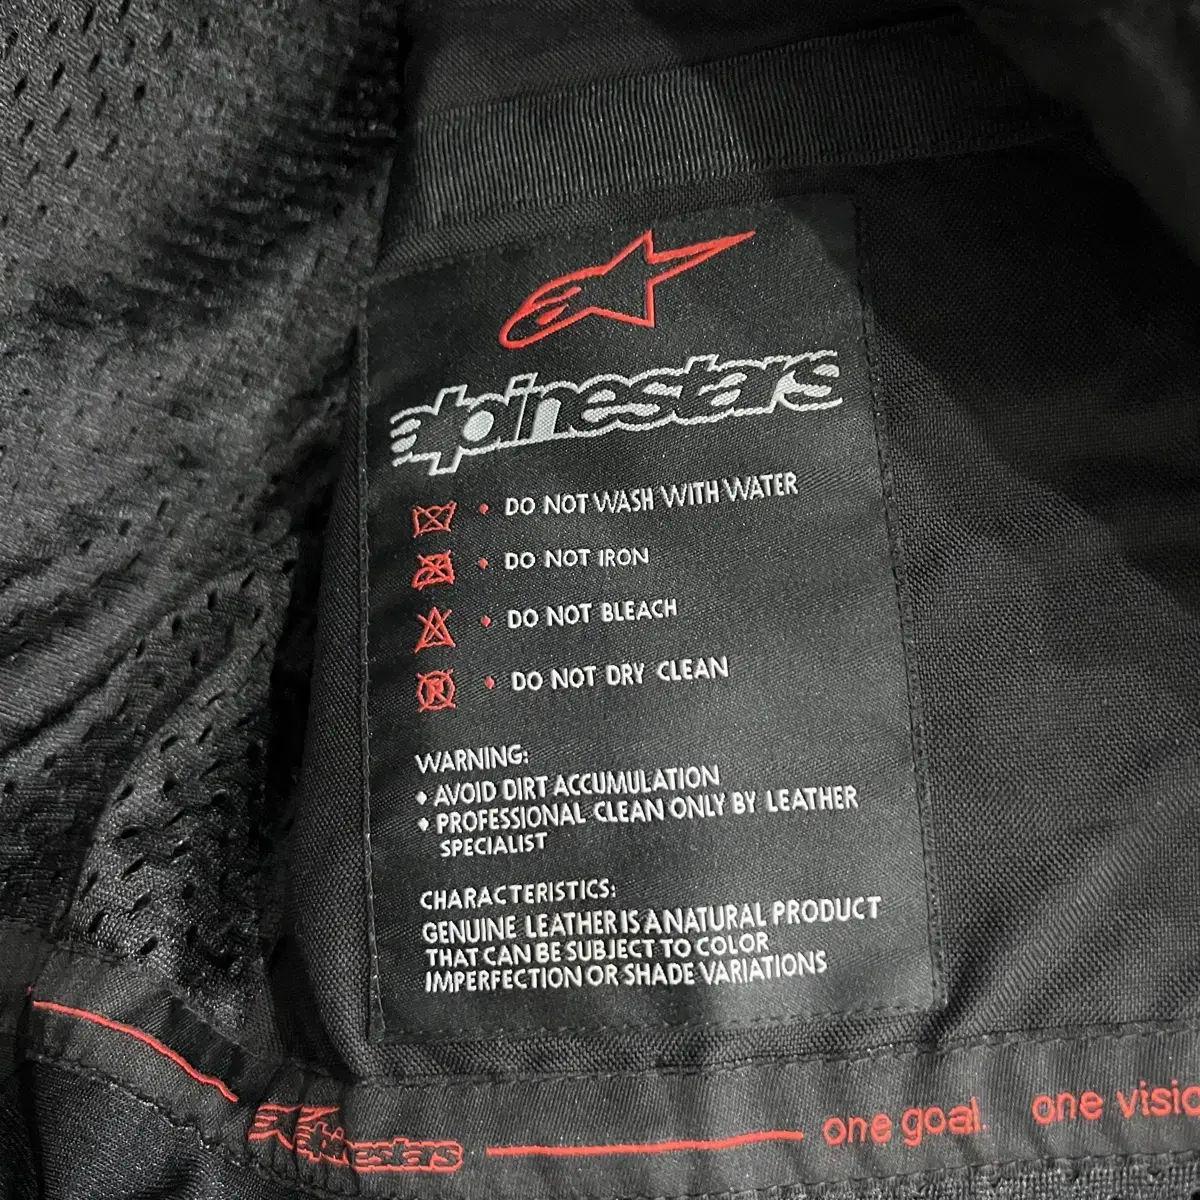 alpinestars
• DO NOT WASH WITH WATER
• DO NOT IRON
• DO NOT BLEACH
• DO NOT DRY CLEAN
WARNING:
• AVOID DIRT ACCUMULATION
• PROFESSIONAL CLEAN ONLY BY LEATHER
SPECIALIST
CHARACTERISTICS:
GENUINE LEATHER IS A NATURAL PRODUCT
THAT CAN BE SUBJECT TO COLOR
IMPERFECTION OR SHADE VARIATIONS
alpinestars one goal. one visio